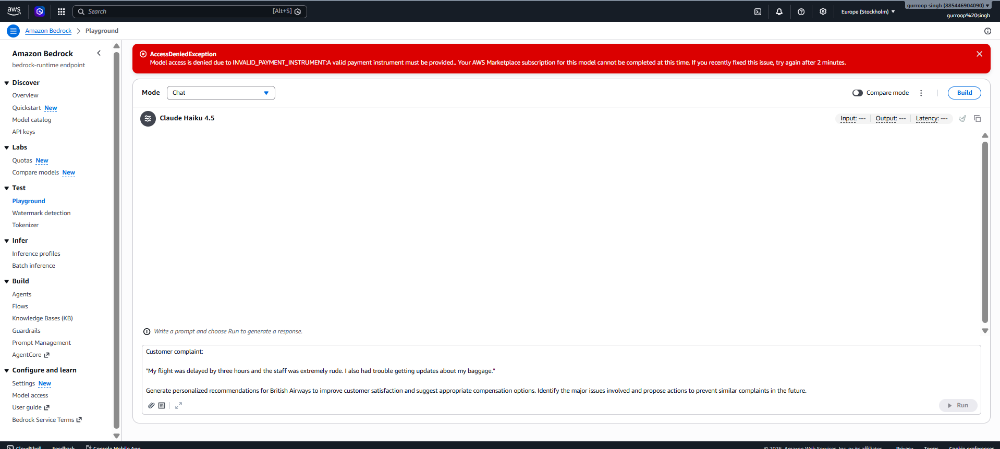 aws
Search
[Alt+S]
Europe (Stockholm)
gurroop singh (885446904090)
gurroop%20singh
Amazon Bedrock
Playground
Amazon Bedrock
bedrock-runtime endpoint
Discover
Overview
Quickstart New
Model catalog
API keys
Labs
Quotas New
Compare models New
Test
Playground
Watermark detection
Tokenizer
Infer
Inference profiles
Batch inference
Build
Agents
Flows
Knowledge Bases (KB)
Guardrails
Prompt Management
AgentCore
Configure and learn
Settings New
Model access
User guide
Bedrock Service Terms
AccessDeniedException
Model access is denied due to INVALID_PAYMENT_INSTRUMENT:A valid payment instrument must be provided.. Your AWS Marketplace subscription for this model cannot be completed at this time. If you recently fixed this issue, try again after 2 minutes.
Mode
Chat
Compare mode
Build
Claude Haiku 4.5
Input: --- Output: --- Latency: ---
Write a prompt and choose Run to generate a response.
Customer complaint:
"My flight was delayed by three hours and the staff was extremely rude. I also had trouble getting updates about my baggage."
Generate personalized recommendations for British Airways to improve customer satisfaction and suggest appropriate compensation options. Identify the major issues involved and propose actions to prevent similar complaints in the future.
Run
CloudShell Feedback Console Mobile App
© 2026, Amazon Web Services, Inc. or its affiliates. Privacy Terms Cookie preferences